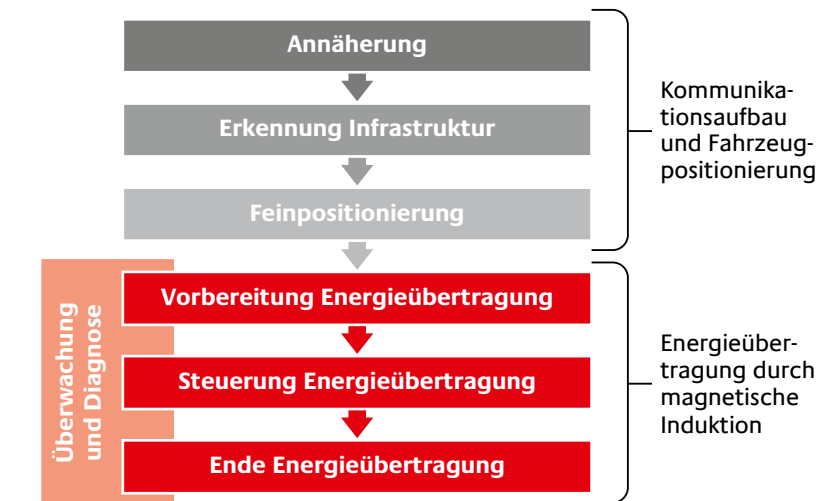 Annäherung
Erkennung Infrastruktur
Feinpositionierung
Kommunika-
tionsaufbau
und Fahrzeug-
positionierung
Überwachung
und Diagnose
Vorbereitung Energieübertragung
Steuerung Energieübertragung
Ende Energieübertragung
Energieüber-
tragung durch
magnetische
Induktion